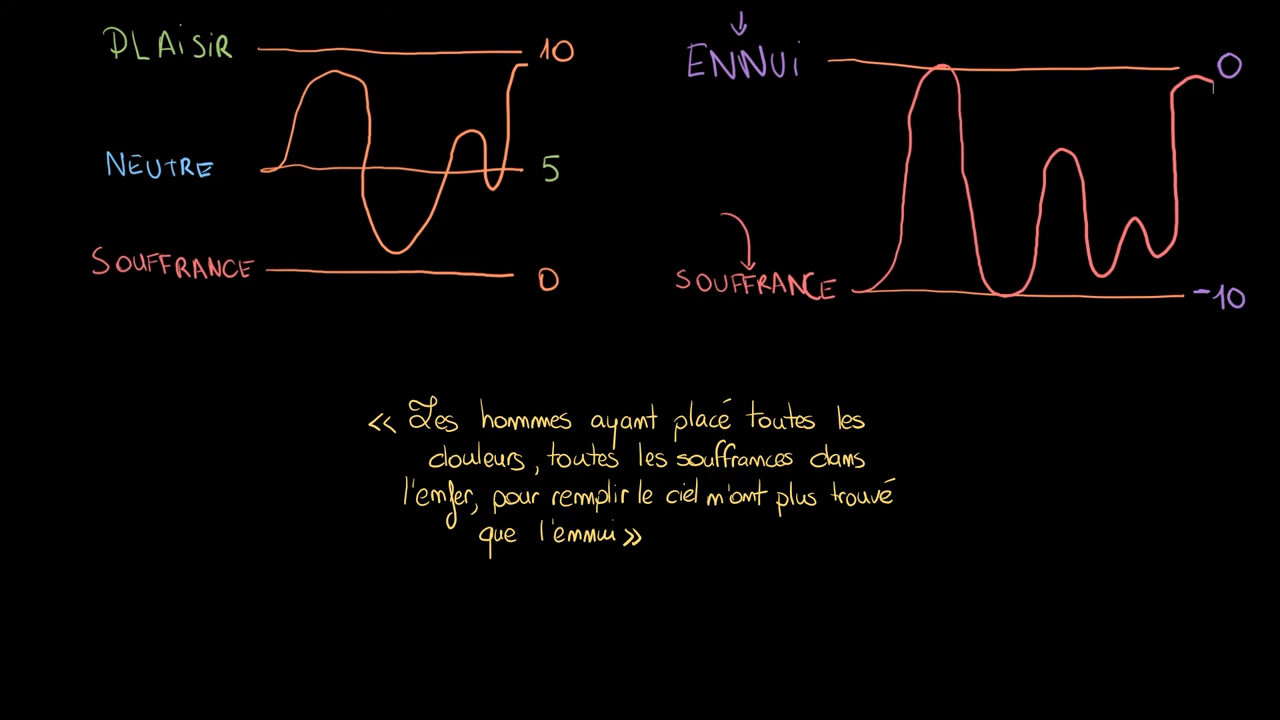 PLAiSiR
10
NEUTRE
5
SOUFFRANCE
0
ENNUi
0
SOUFFRANCE
-10
« Les hommes ayant placé toutes les
douleurs, toutes les souffrances dans
l'enfer, pour remplir le ciel n'ont plus trouvé
que l'ennui »